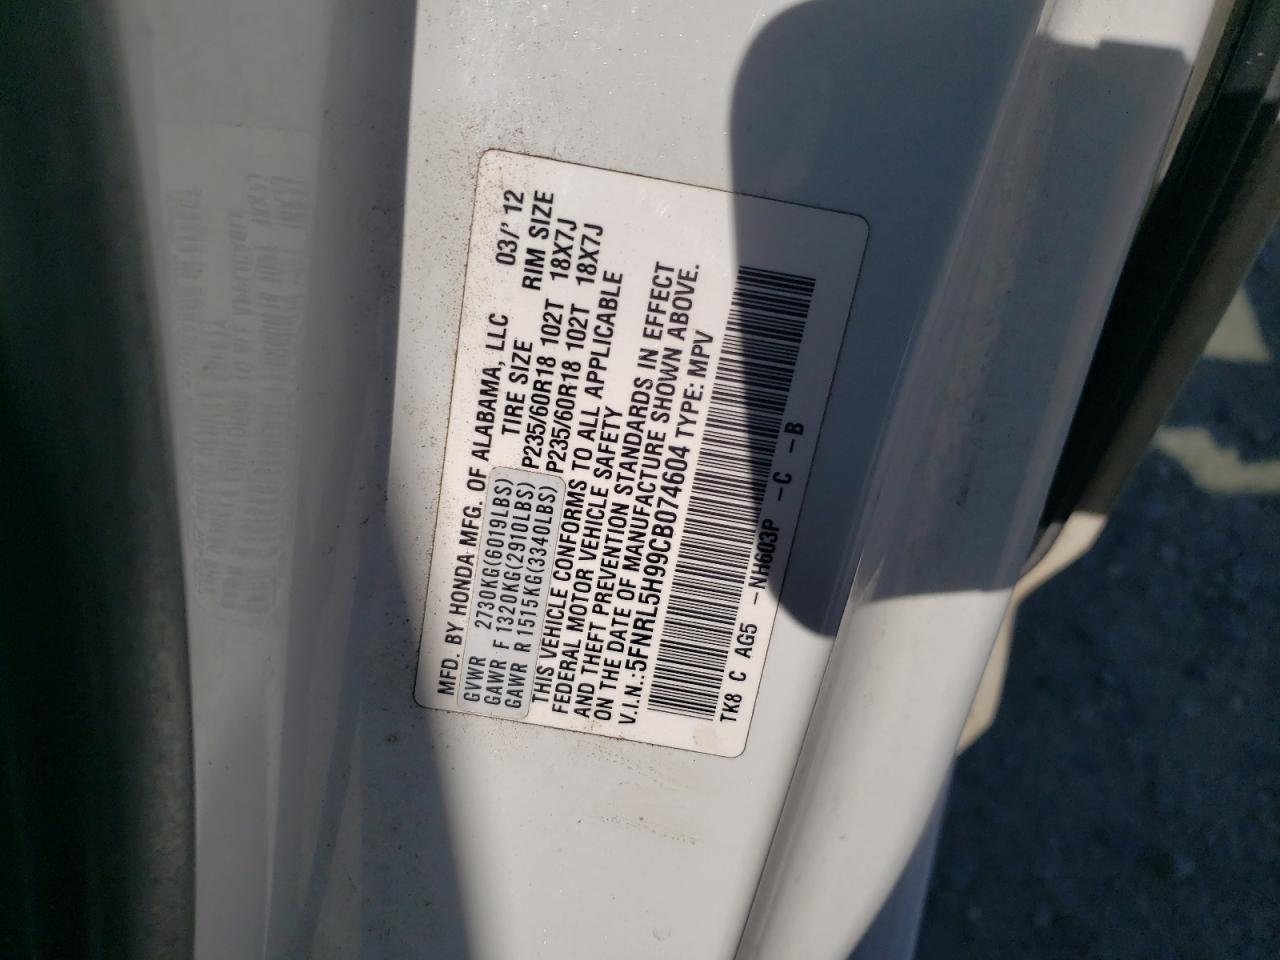 MFD. BY HONDA MFG. OF ALABAMA, LLC 03/' 12
TIRE SIZE RIM SIZE
GVWR 2730KG(6019LBS)
GAWR F 1320KG(2910LBS) P235/60R18 102T 18X7J
GAWR R 1515KG(3340LBS) P235/60R18 102T 18X7J
THIS VEHICLE CONFORMS TO ALL APPLICABLE
FEDERAL MOTOR VEHICLE SAFETY
AND THEFT PREVENTION STANDARDS IN EFFECT
ON THE DATE OF MANUFACTURE SHOWN ABOVE.
V.I.N.:5FNRL5H99CB074604 TYPE: MPV
TK8 C AG5 -NH603P -C -B